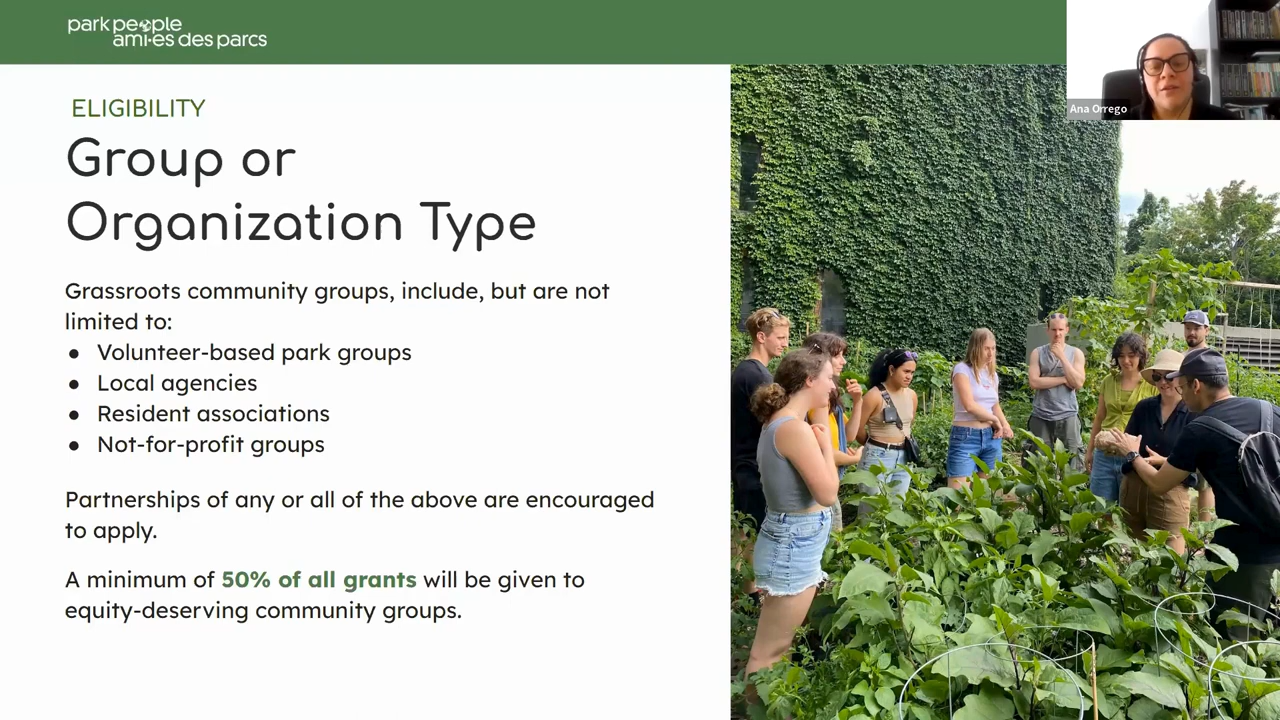 park people
ami·es des parcs
Ana Orrego
ELIGIBILITY
Group or
Organization Type
Grassroots community groups, include, but are not
limited to:
● Volunteer-based park groups
● Local agencies
● Resident associations
● Not-for-profit groups
Partnerships of any or all of the above are encouraged
to apply.
A minimum of 50% of all grants will be given to
equity-deserving community groups.